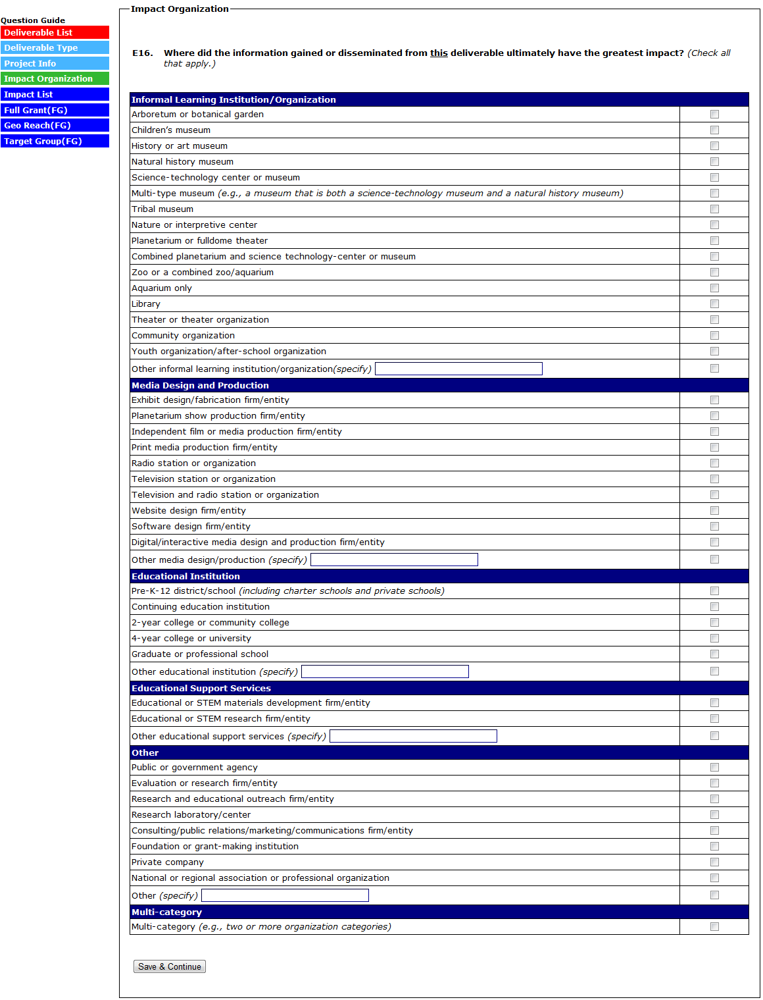 Impact Organization
Question Guide
Deliverable List
Deliverable Type
Project Info
Impact Organization
Impact List
Full Grant(FG)
Geo Reach(FG)
Target Group(FG)
E16. Where did the information gained or disseminated from this deliverable ultimately have the greatest impact? (Check all
that apply.)
Informal Learning Institution/Organization
Arboretum or botanical garden
Children’s museum
History or art museum
Natural history museum
Science-technology center or museum
Multi-type museum (e.g., a museum that is both a science-technology museum and a natural history museum)
Tribal museum
Nature or interpretive center
Planetarium or fulldome theater
Combined planetarium and science technology-center or museum
Zoo or a combined zoo/aquarium
Aquarium only
Library
Theater or theater organization
Community organization
Youth organization/after-school organization
Other informal learning institution/organization(specify)
Media Design and Production
Exhibit design/fabrication firm/entity
Planetarium show production firm/entity
Independent film or media production firm/entity
Print media production firm/entity
Radio station or organization
Television station or organization
Television and radio station or organization
Website design firm/entity
Software design firm/entity
Digital/interactive media design and production firm/entity
Other media design/production (specify)
Educational Institution
Pre-K-12 district/school (including charter schools and private schools)
Continuing education institution
2-year college or community college
4-year college or university
Graduate or professional school
Other educational institution (specify)
Educational Support Services
Educational or STEM materials development firm/entity
Educational or STEM research firm/entity
Other educational support services (specify)
Other
Public or government agency
Evaluation or research firm/entity
Research and educational outreach firm/entity
Research laboratory/center
Consulting/public relations/marketing/communications firm/entity
Foundation or grant-making institution
Private company
National or regional association or professional organization
Other (specify)
Multi-category
Multi-category (e.g., two or more organization categories)
Save & Continue